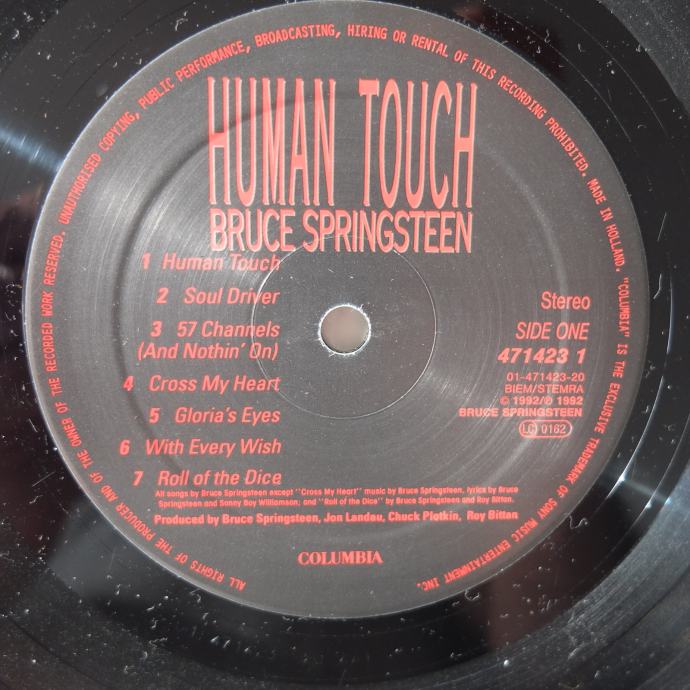 UNAUTHORISED COPYING, PUBLIC PERFORMANCE, BROADCASTING, HIRING OR RENTAL OF THIS RECORDING PROHIBITED. MADE IN HOLLAND. "COLUMBIA" IS THE EXCLUSIVE TRADEMARK OF SONY MUSIC ENTERTAINMENT INC.
ALL RIGHTS OF THE PRODUCER AND OF THE OWNER OF THE RECORDED WORK RESERVED.
HUMAN TOUCH
BRUCE SPRINGSTEEN
1 Human Touch
2 Soul Driver
3 57 Channels
(And Nothin' On)
4 Cross My Heart
5 Gloria's Eyes
6 With Every Wish
7 Roll of the Dice
Stereo
SIDE ONE
471423 1
01-471423-20
BIEM/STEMRA
© 1992/℗ 1992
BRUCE SPRINGSTEEN
LC 0162
All songs by Bruce Springsteen except "Cross My Heart" music by Bruce Springsteen, lyrics by Bruce
Springsteen and Sonny Boy Williamson; and "Roll of the Dice" by Bruce Springsteen and Roy Bittan.
Produced by Bruce Springsteen, Jon Landau, Chuck Plotkin, Roy Bittan
COLUMBIA